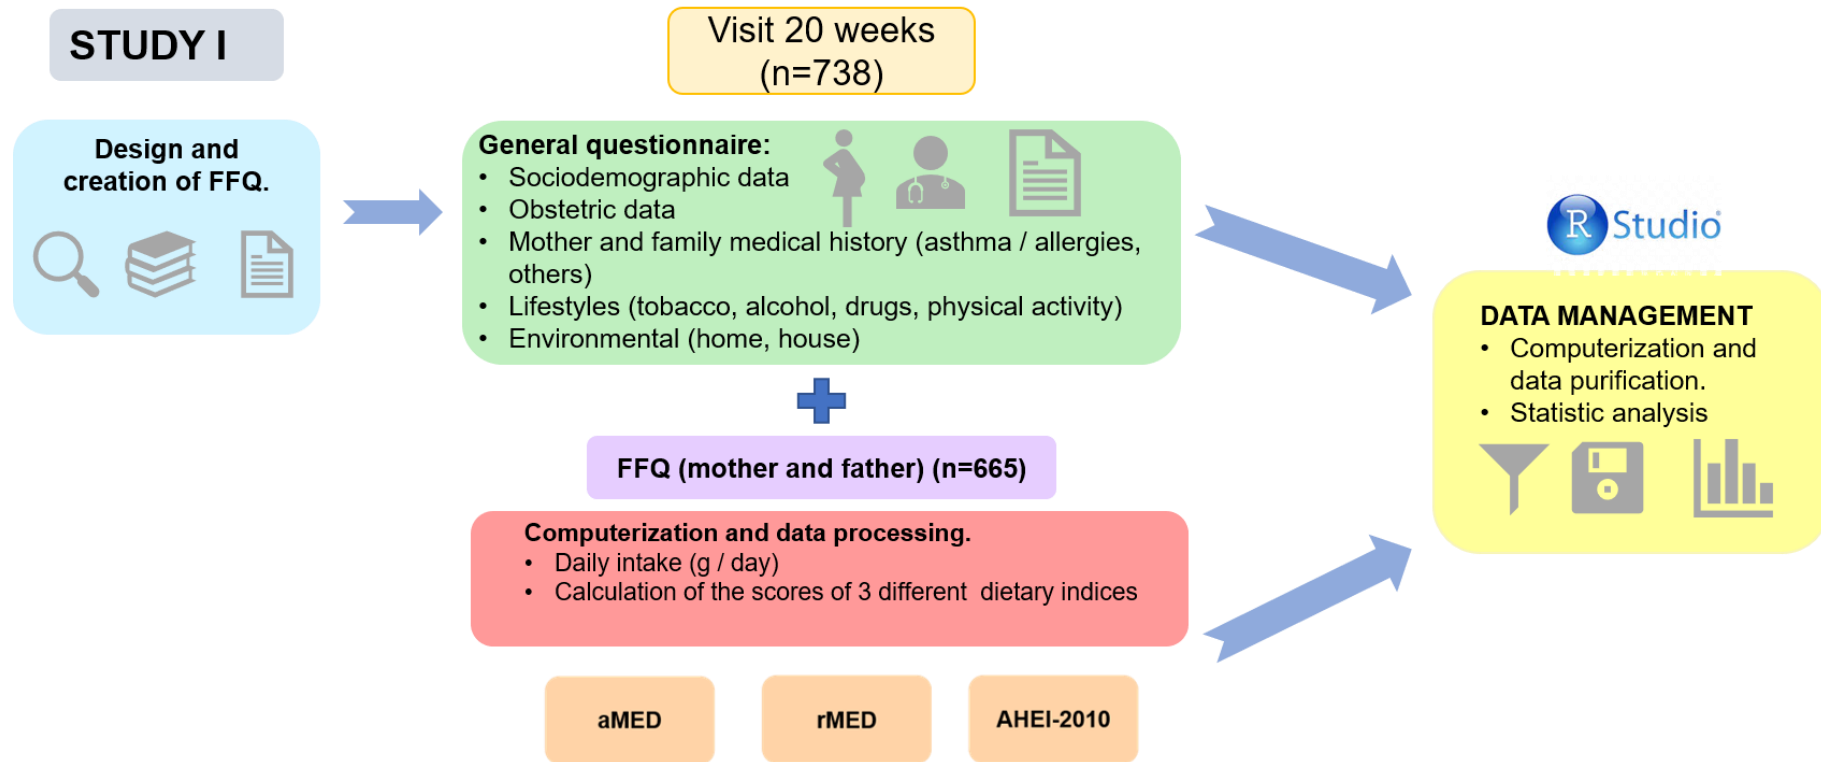 STUDY I
Visit 20 weeks
(n=738)
Design and
creation of FFQ.
General questionnaire:
• Sociodemographic data
• Obstetric data
• Mother and family medical history (asthma / allergies,
others)
• Lifestyles (tobacco, alcohol, drugs, physical activity)
• Environmental (home, house)
FFQ (mother and father) (n=665)
Computerization and data processing.
• Daily intake (g / day)
• Calculation of the scores of 3 different dietary indices
aMED
rMED
AHEI-2010
R Studio®
DATA MANAGEMENT
• Computerization and
data purification.
• Statistic analysis